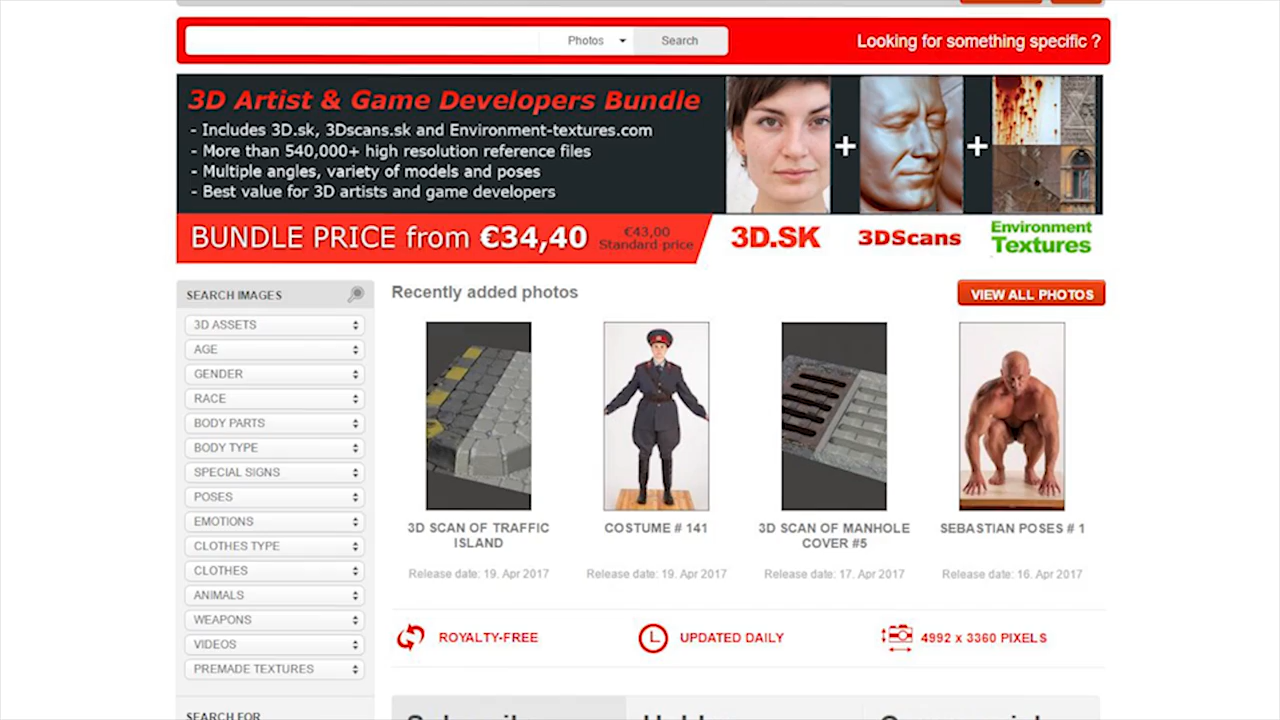 Photos
Search
Looking for something specific ?
3D Artist & Game Developers Bundle
- Includes 3D.sk, 3Dscans.sk and Environment-textures.com
- More than 540,000+ high resolution reference files
- Multiple angles, variety of models and poses
- Best value for 3D artists and game developers
+
+
BUNDLE PRICE from €34,40
€43,00
Standard price
3D.SK
3DScans
Environment
Textures
SEARCH IMAGES
3D ASSETS
AGE
GENDER
RACE
BODY PARTS
BODY TYPE
SPECIAL SIGNS
POSES
EMOTIONS
CLOTHES TYPE
CLOTHES
ANIMALS
WEAPONS
VIDEOS
PREMADE TEXTURES
SEARCH FOR
Recently added photos
VIEW ALL PHOTOS
3D SCAN OF TRAFFIC
ISLAND
Release date: 19. Apr 2017
COSTUME # 141
Release date: 19. Apr 2017
3D SCAN OF MANHOLE
COVER #5
Release date: 17. Apr 2017
SEBASTIAN POSES # 1
Release date: 16. Apr 2017
ROYALTY-FREE
UPDATED DAILY
4992 x 3360 PIXELS